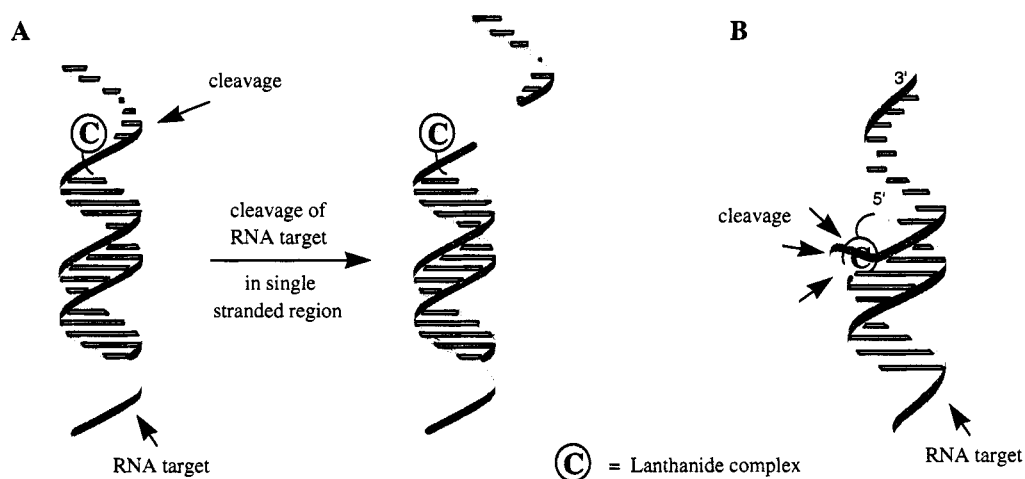 A
cleavage
C
cleavage of
RNA target
in single
stranded region
RNA target
C
B
3'
5'
cleavage
C
RNA target
C = Lanthanide complex